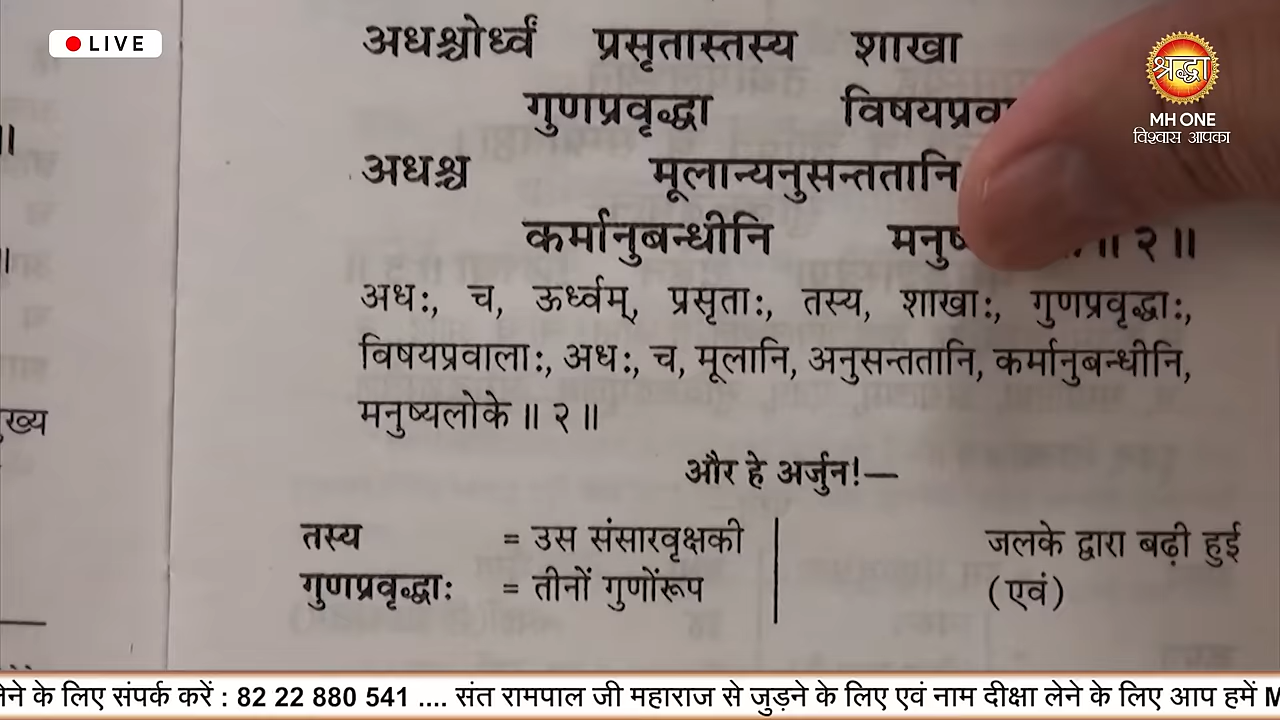 LIVE
श्रद्धा
MH ONE
विश्वास आपका
अधश्चोर्ध्वं प्रसृतास्तस्य शाखा
गुणप्रवृद्धा
अधश्च मूलान्यनुसन्ततानि
कर्मानुबन्धीनि ॥ २ ॥
अधः, च, ऊर्ध्वम्, प्रसृताः, तस्य, शाखाः, गुणप्रवृद्धाः,
विषयप्रवालाः, अधः, च, मूलानि, अनुसन्ततानि, कर्मानुबन्धीनि,
मनुष्यलोके ॥ २ ॥
और हे अर्जुन!—
तस्य = उस संसारवृक्षकी
गुणप्रवृद्धाः = तीनों गुणोंरूप
जलके द्वारा बढ़ी हुई
(एवं)
लेने के लिए संपर्क करें : 82 22 880 541 .... संत रामपाल जी महाराज से जुड़ने के लिए एवं नाम दीक्षा लेने के लिए आप हमें